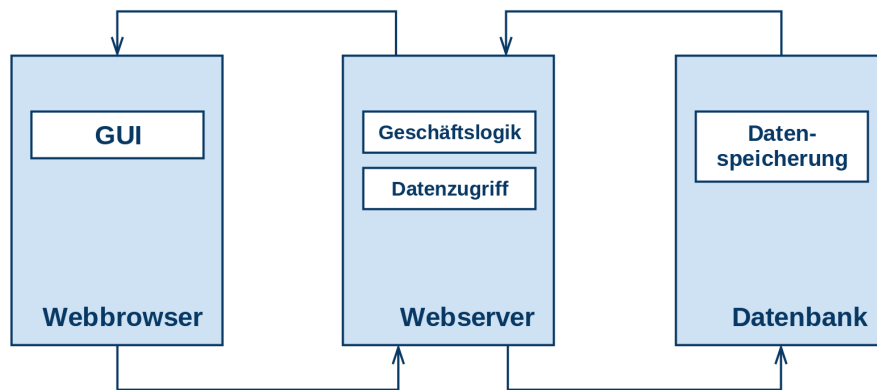 GUI
Webbrowser
Geschäftslogik
Datenzugriff
Webserver
Daten-
speicherung
Datenbank